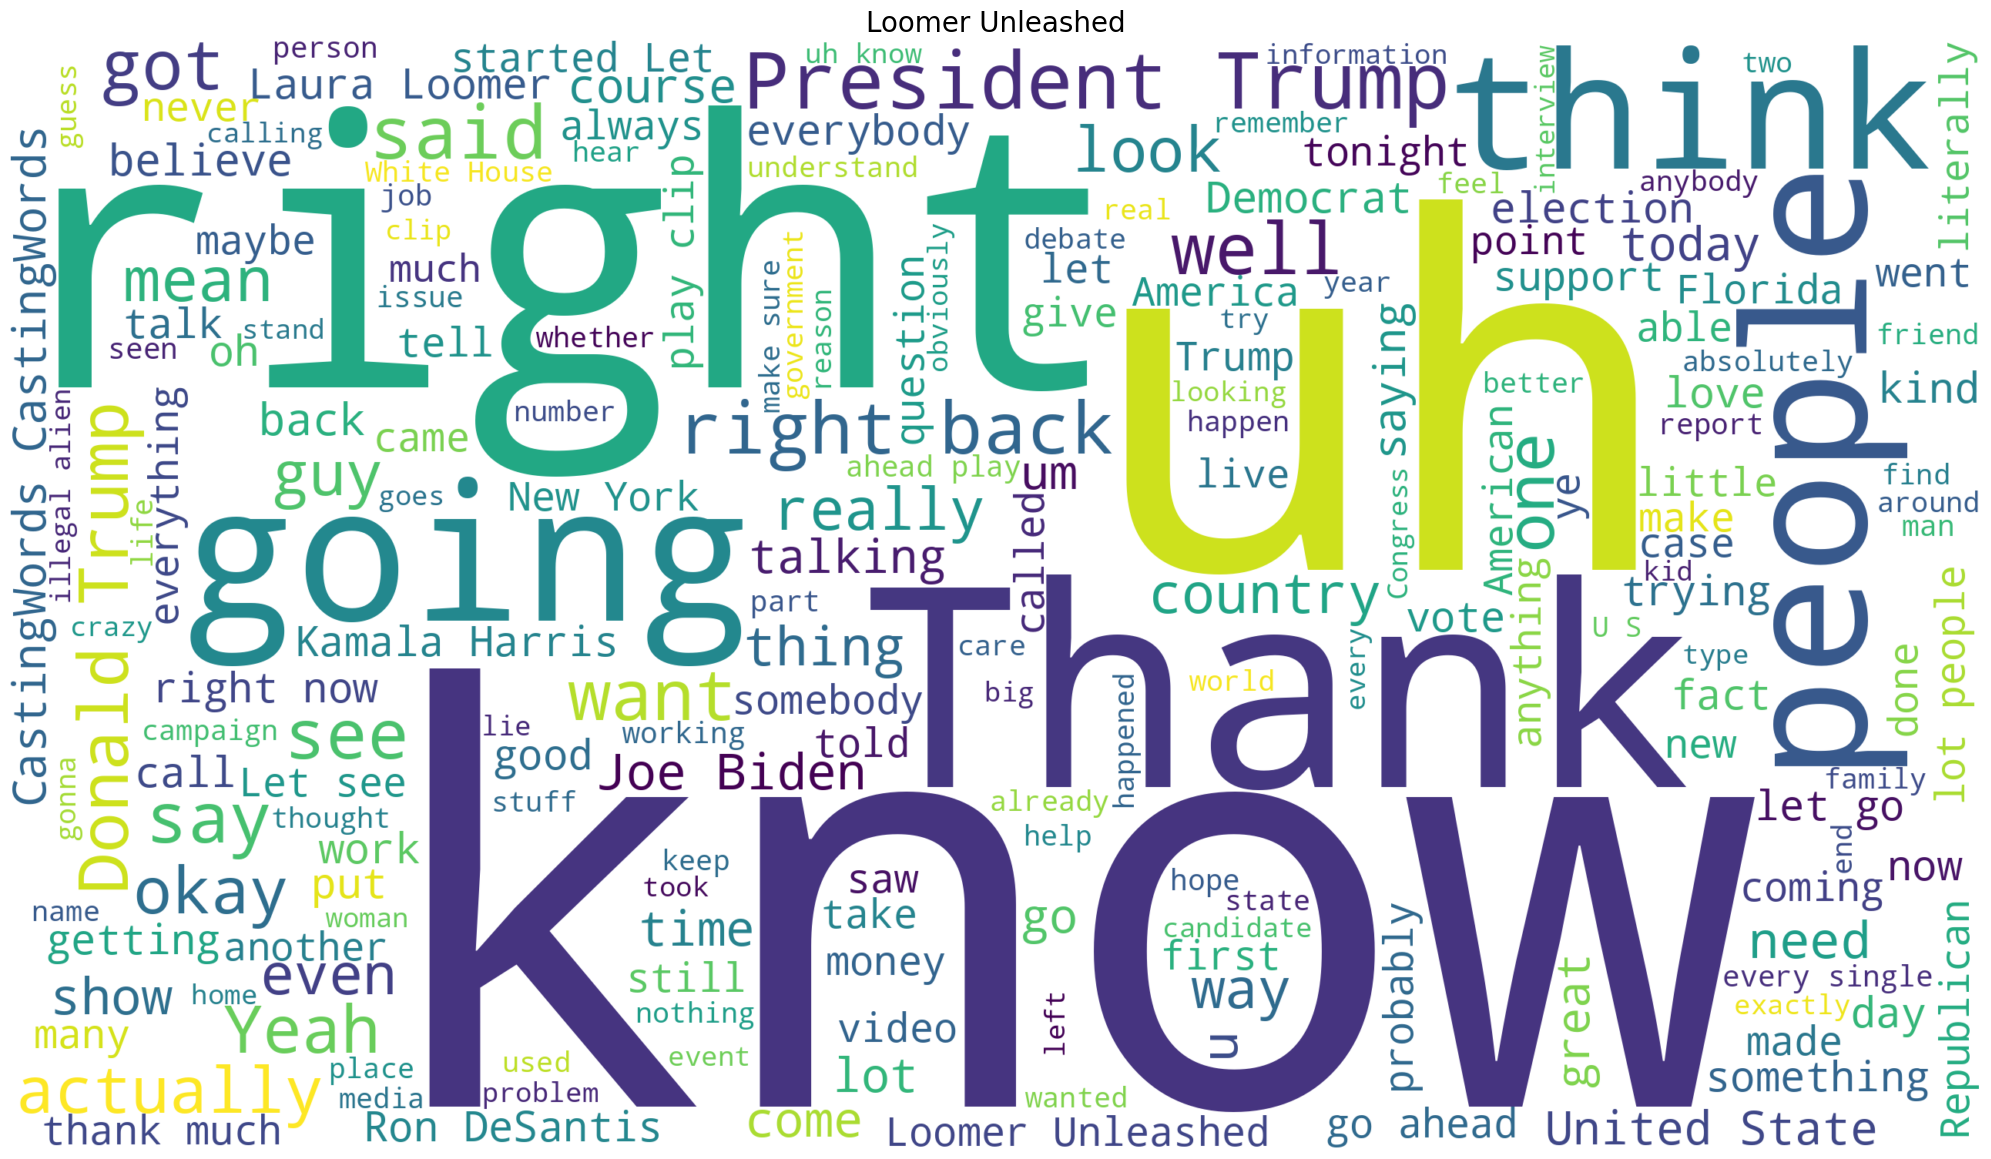 Loomer Unleashed
got
person
started Let
uh know
President Trump
information
think
two
guess
never
Laura Loomer
course
interview
literally
calling
said
always
everybody
look
remember
tonight
believe
White House
hear
understand
CastingWords CastingWords
right
job
play clip
real
Democrat
feel
election
anybody
people
maybe
clip
obviously
debate
well
point
today
mean
much
let
support
went
issue
make sure
government
reason
question
give
America
year
Florida
talk
stand
tell
whether
try
saying
able
friend
seen
oh
Trump
uh
absolutely
illegal alien
Donald Trump
everything
back
number
right back
looking
better
love
kind
came
happen
American
report
guy
goes
New York
ahead play
um
live
Congress
one
ye
little
find
life
going
really
called
make
around
talking
anything
case
man
crazy
part
country
kid
trying
Kamala Harris
thing
Thank
care
every
vote
U S
lot people
right now
want
somebody
big
world
type
fact
done
campaign
see
lie
working
told
happened
new
call
Let see
good
Joe Biden
family
gonna
say
thought
stuff
know
already
let go
work
keep
help
end
okay
put
took
saw
hope
state
coming
now
name
woman
time
take
go
candidate
probably
Republican
getting
another
still
money
first
great
need
even
way
every single
show
home
nothing
video
left
exactly
day
many
Yeah
u
made
used
event
lot
something
actually
place
media
problem
wanted
thank much
Ron DeSantis
come
Loomer Unleashed
go ahead
United State